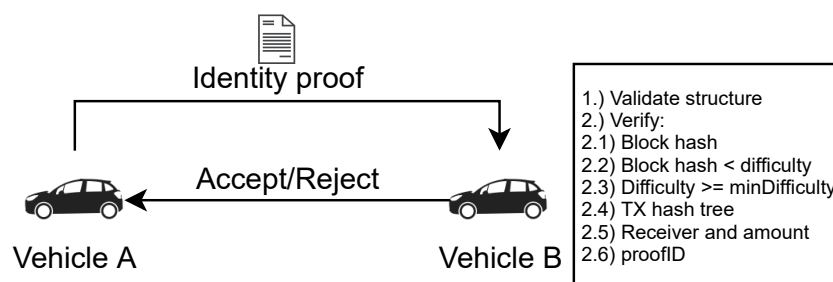 Identity proof
Accept/Reject
Vehicle A
Vehicle B
1.) Validate structure
2.) Verify:
2.1) Block hash
2.2) Block hash < difficulty
2.3) Difficulty >= minDifficulty
2.4) TX hash tree
2.5) Receiver and amount
2.6) proofID